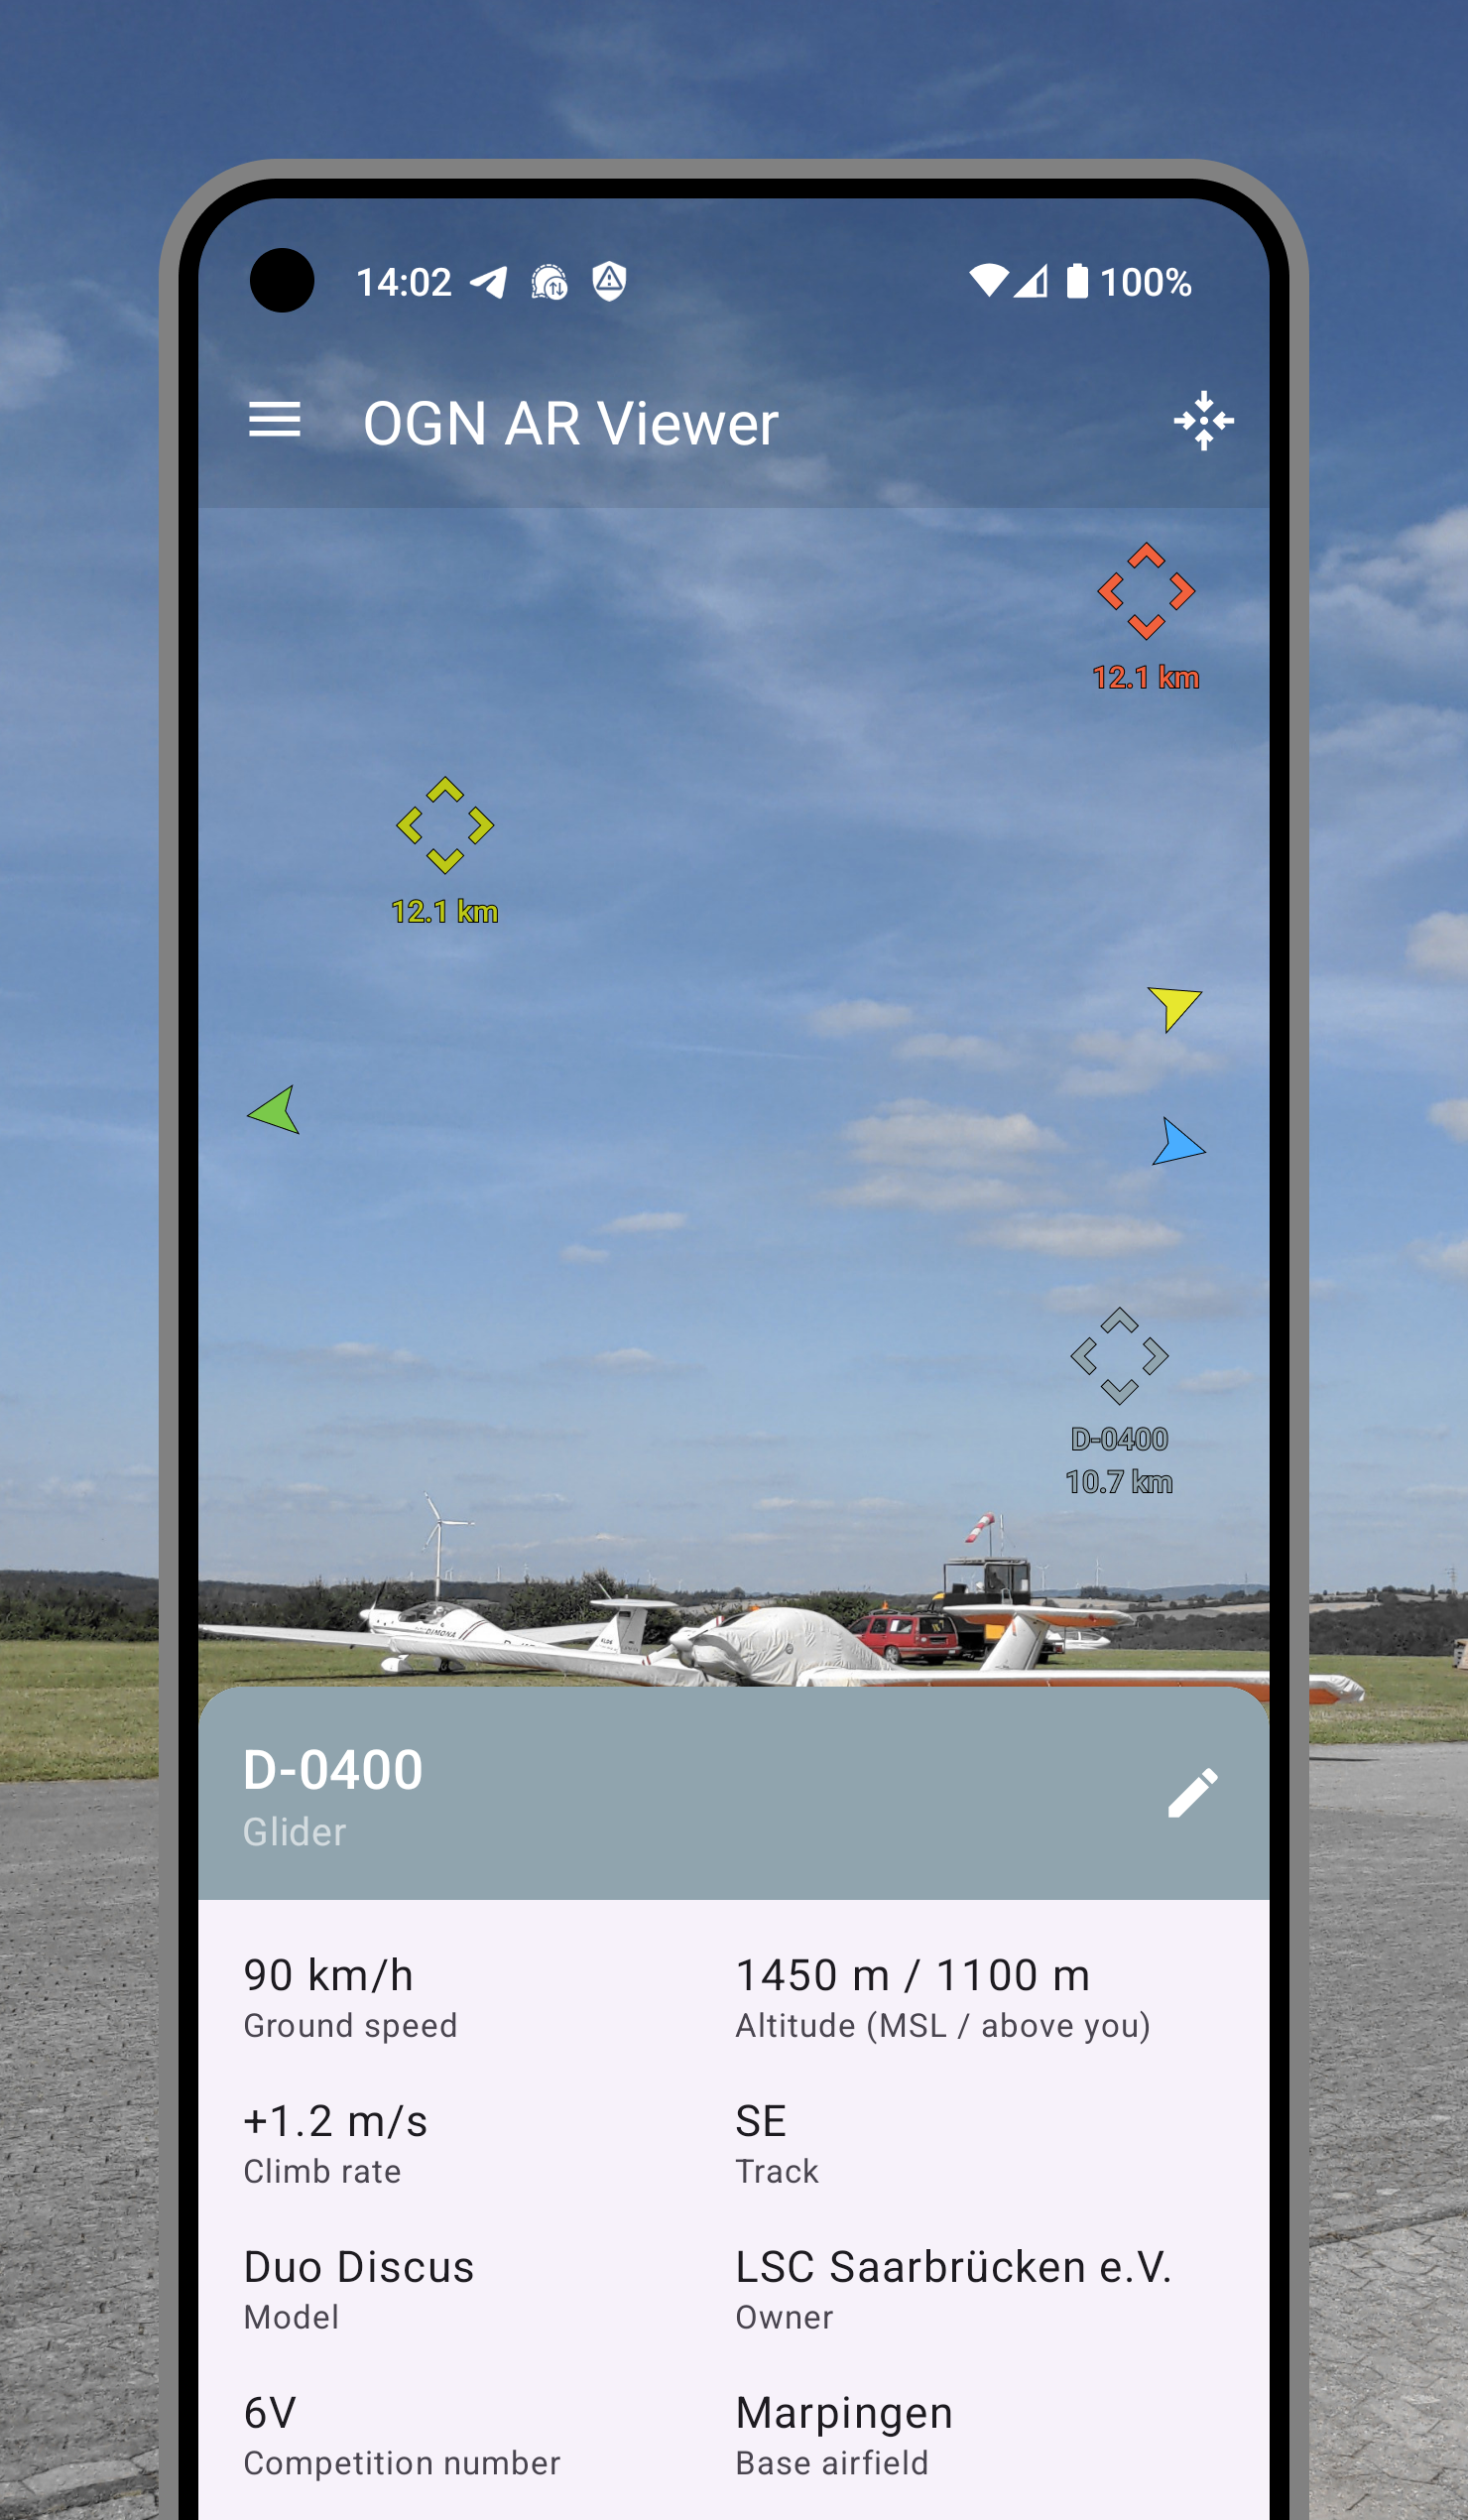 14:02
100%
OGN AR Viewer
12.1 km
12.1 km
D-0400
10.7 km
DIMONA
D-0400
Glider
90 km/h
1450 m / 1100 m
Ground speed
Altitude (MSL / above you)
+1.2 m/s
SE
Climb rate
Track
Duo Discus
LSC Saarbrücken e.V.
Model
Owner
6V
Marpingen
Competition number
Base airfield